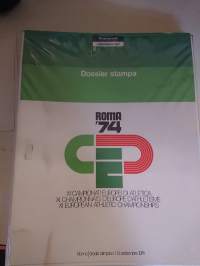 Dossier stampa
ROMA
'74
XI CAMPIONATI EUROPEI DI ATLETICA
XI CHAMPIONNATS D'EUROPE D'ATHLETISME
XI EUROPEAN ATHLETIC CHAMPIONSHIPS